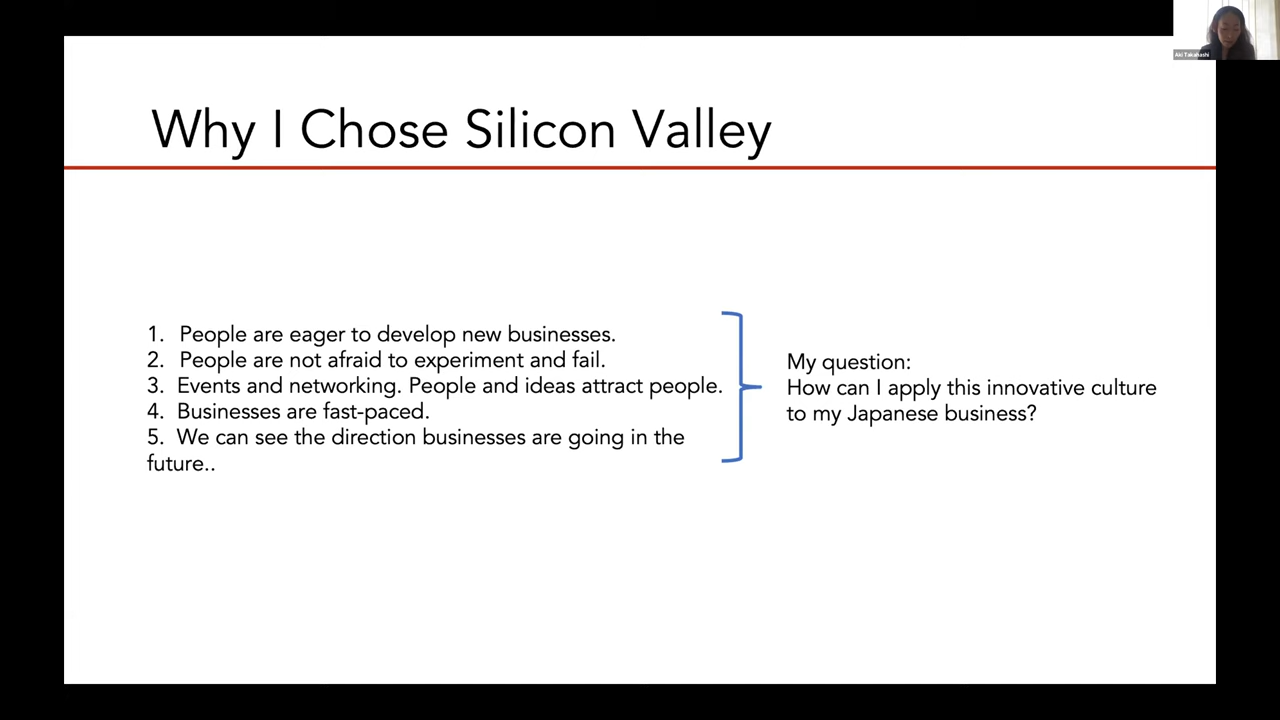 Why I Chose Silicon Valley
1. People are eager to develop new businesses.
2. People are not afraid to experiment and fail.
3. Events and networking. People and ideas attract people.
4. Businesses are fast-paced.
5. We can see the direction businesses are going in the
future..
My question:
How can I apply this innovative culture
to my Japanese business?
Aki Takahashi